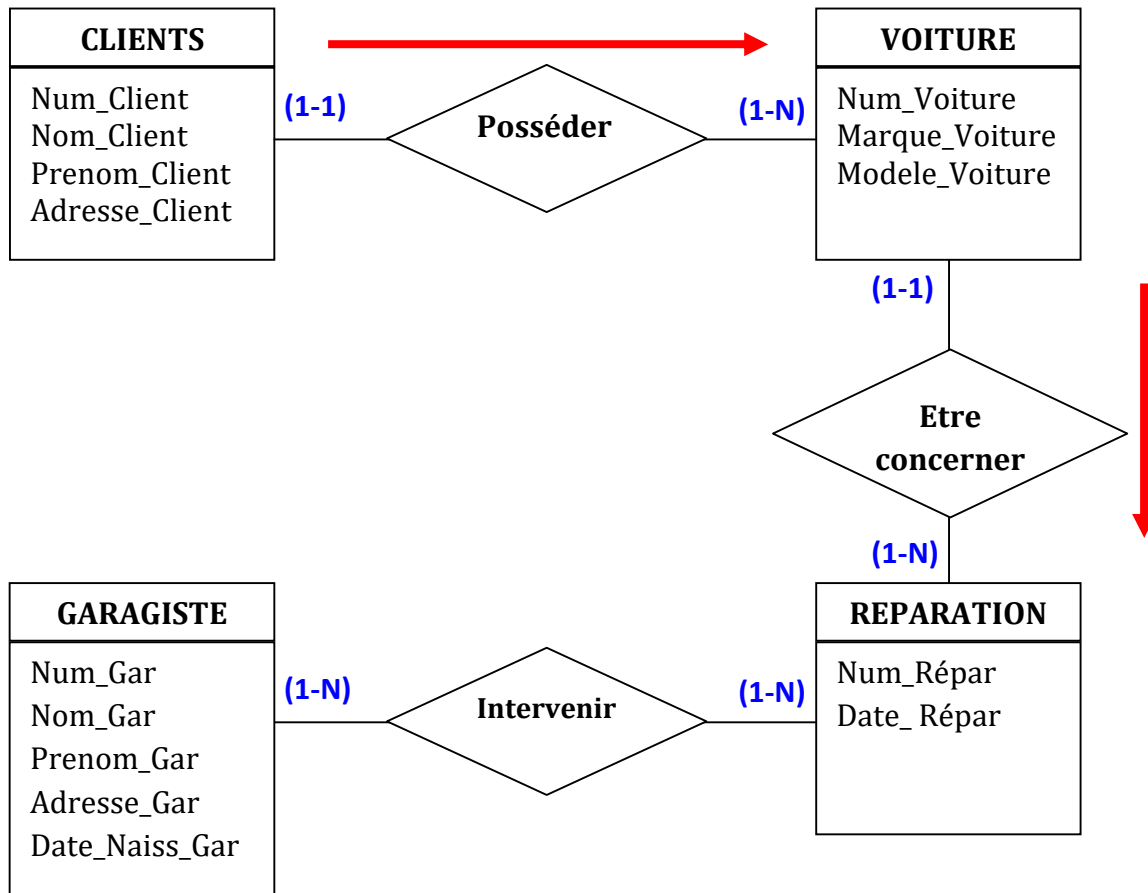 CLIENTS
Num_Client
Nom_Client
Prenom_Client
Adresse_Client
(1-1)
Posséder
(1-N)
VOITURE
Num_Voiture
Marque_Voiture
Modele_Voiture
(1-1)
Etre
concerner
(1-N)
GARAGISTE
Num_Gar
Nom_Gar
Prenom_Gar
Adresse_Gar
Date_Naiss_Gar
(1-N)
Intervenir
(1-N)
REPARATION
Num_Répar
Date_ Répar